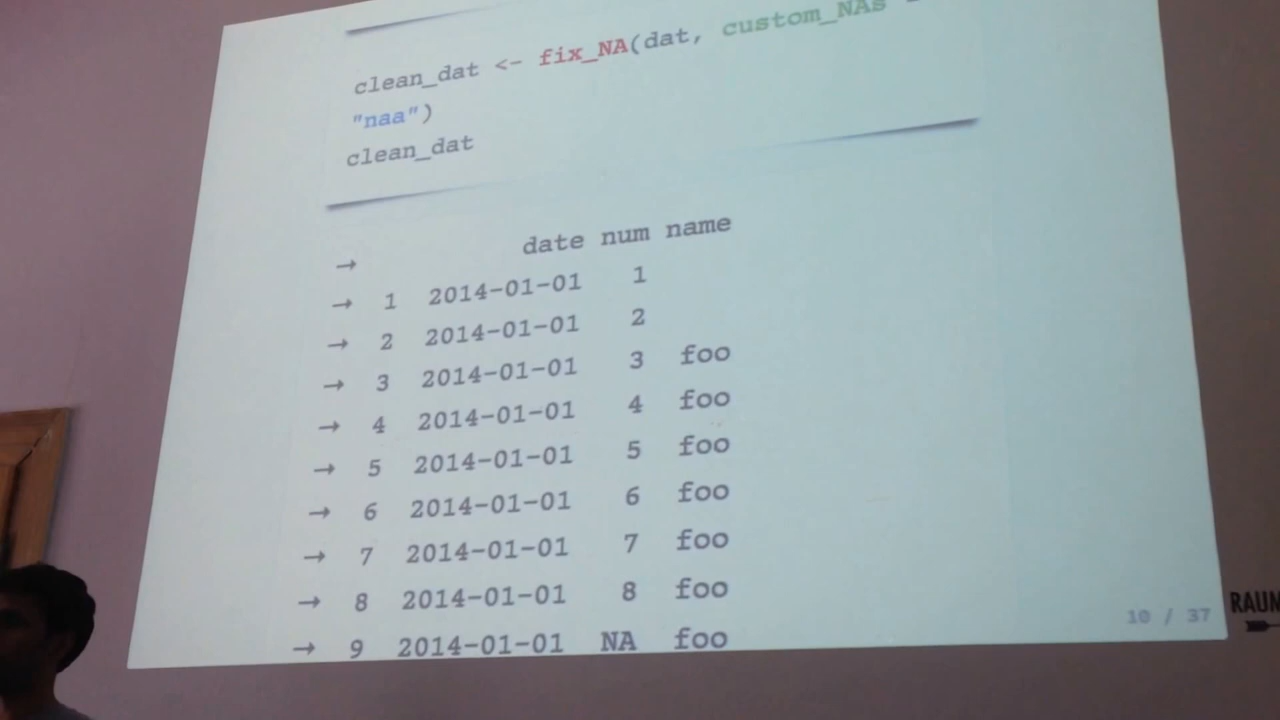 clean_dat <- fix_NA(dat, custom_NAs =
"naa")
clean_dat
→ date num name
→ 1 2014-01-01 1
→ 2 2014-01-01 2
→ 3 2014-01-01 3 foo
→ 4 2014-01-01 4 foo
→ 5 2014-01-01 5 foo
→ 6 2014-01-01 6 foo
→ 7 2014-01-01 7 foo
→ 8 2014-01-01 8 foo
→ 9 2014-01-01 NA foo
10 / 37
RAUM